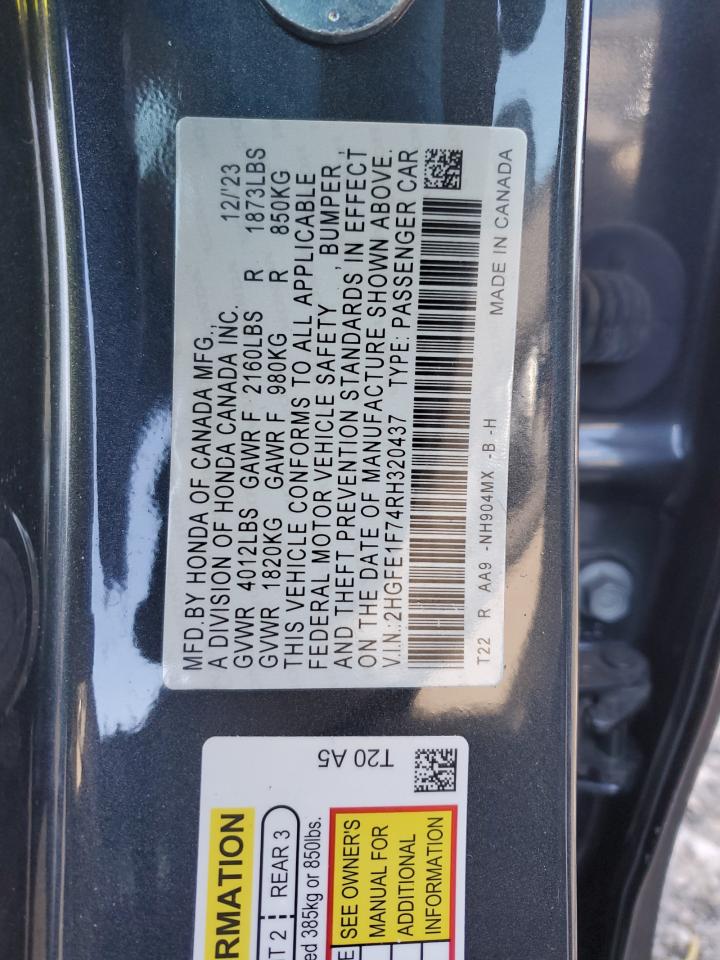 MFD.BY HONDA OF CANADA MFG., 12/'23
A DIVISION OF HONDA CANADA INC.
GVWR 4012LBS GAWR F 2160LBS R 1873LBS
GVWR 1820KG GAWR F 980KG R 850KG
THIS VEHICLE CONFORMS TO ALL APPLICABLE
FEDERAL MOTOR VEHICLE SAFETY , BUMPER ,
AND THEFT PREVENTION STANDARDS, IN EFFECT
ON THE DATE OF MANUFACTURE SHOWN ABOVE.
V.I.N.:2HGFE1F74RH320437 TYPE: PASSENGER CAR
T22 R AA9 -NH904MX -B -H
MADE IN CANADA
T20 A5
RMATION
T 2 REAR 3
ed 385kg or 850lbs.
E SEE OWNER'S
MANUAL FOR
ADDITIONAL
INFORMATION